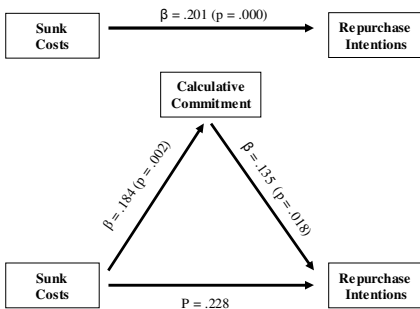 β = .201 (p = .000)
Sunk
Costs
Repurchase
Intentions
Calculative
Commitment
β = .184 (p = .002)
β = .135 (p = .018)
Sunk
Costs
Repurchase
Intentions
P = .228